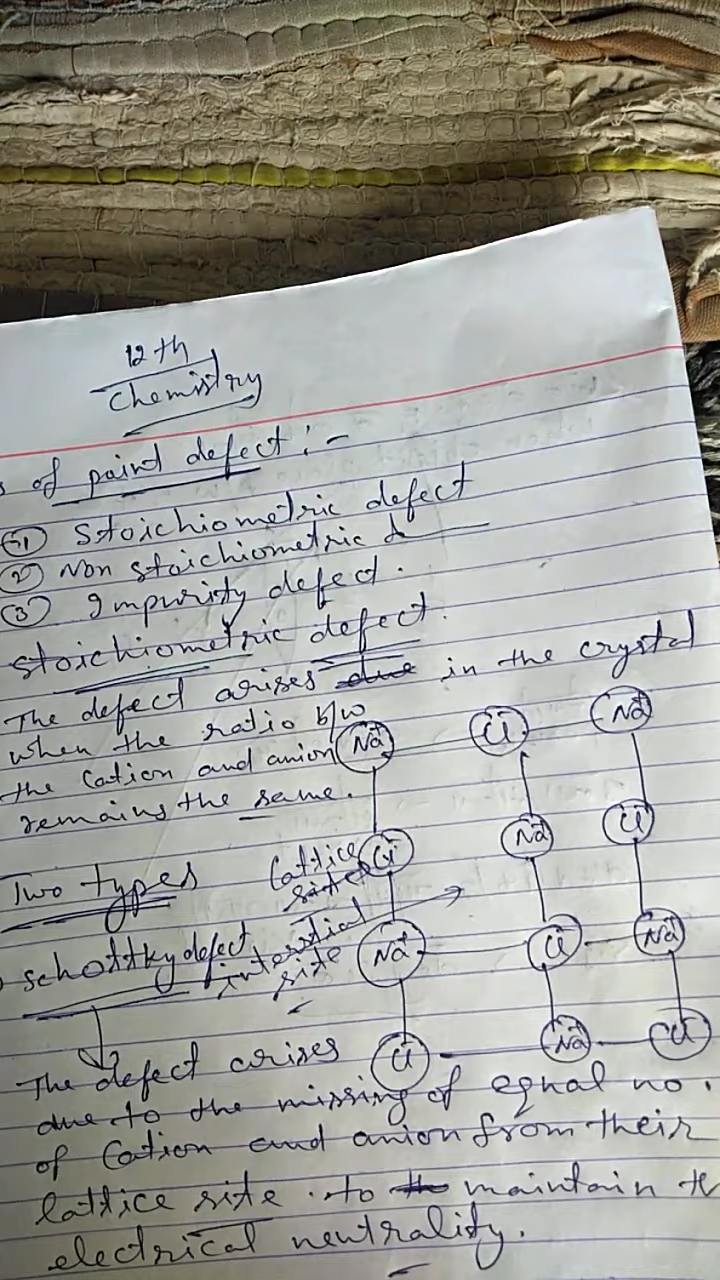 12th
Chemistry
s of point defect :-
(1) Stoichiometric defect
(2) Non stoichiometric d
(3) Impurity defect.
Stoichiometric defect.
The defect arises in the crystal
when the ratio b/w
the Cation and anion
remains the same.
Na+ Cl- Na+
Cl- Na+ Cl-
Na+ Cl- Na+
Cl- Na+ Cl-
Two types
Lattice
site
interstitial
site
schottky defect
The defect arises
due to the missing of equal no.
of Cation and anion from their
lattice site. to maintain
electrical neutrality.